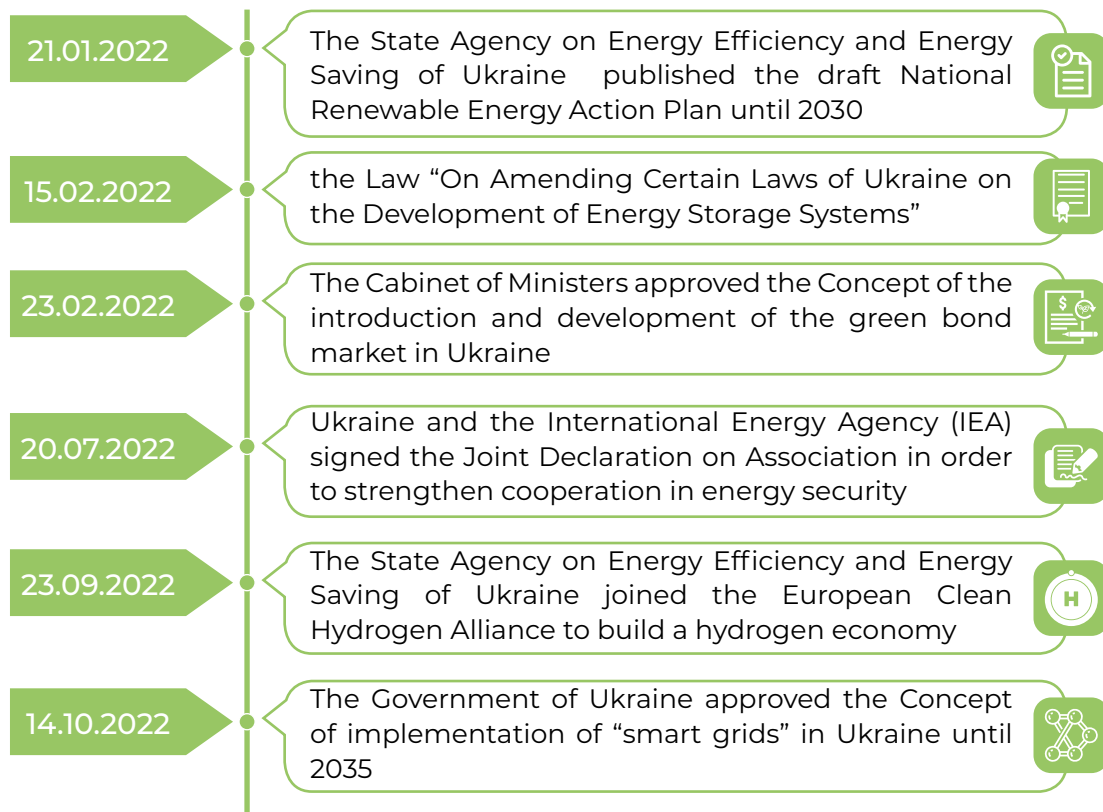 21.01.2022
The State Agency on Energy Efficiency and Energy
Saving of Ukraine published the draft National
Renewable Energy Action Plan until 2030
15.02.2022
the Law “On Amending Certain Laws of Ukraine on
the Development of Energy Storage Systems”
23.02.2022
The Cabinet of Ministers approved the Concept of the
introduction and development of the green bond
market in Ukraine
$
20.07.2022
Ukraine and the International Energy Agency (IEA)
signed the Joint Declaration on Association in order
to strengthen cooperation in energy security
23.09.2022
The State Agency on Energy Efficiency and Energy
Saving of Ukraine joined the European Clean
Hydrogen Alliance to build a hydrogen economy
H
14.10.2022
The Government of Ukraine approved the Concept
of implementation of “smart grids” in Ukraine until
2035